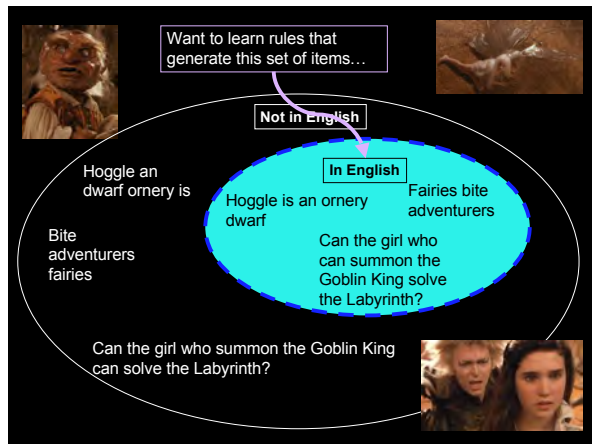 Want to learn rules that
generate this set of items…
Not in English
In English
Hoggle an
dwarf ornery is
Hoggle is an ornery
dwarf
Fairies bite
adventurers
Bite
adventurers
fairies
Can the girl who
can summon the
Goblin King solve
the Labyrinth?
Can the girl who summon the Goblin King
can solve the Labyrinth?